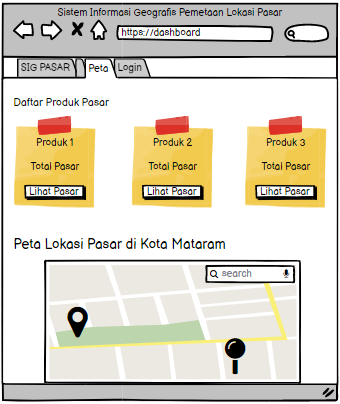 Sistem Informasi Geografis Pemetaan Lokasi Pasar
https://dashboard
SIG PASAR Peta Login
Daftar Produk Pasar
Produk 1 Produk 2 Produk 3
Total Pasar Total Pasar Total Pasar
Lihat Pasar Lihat Pasar Lihat Pasar
Peta Lokasi Pasar di Kota Mataram
search